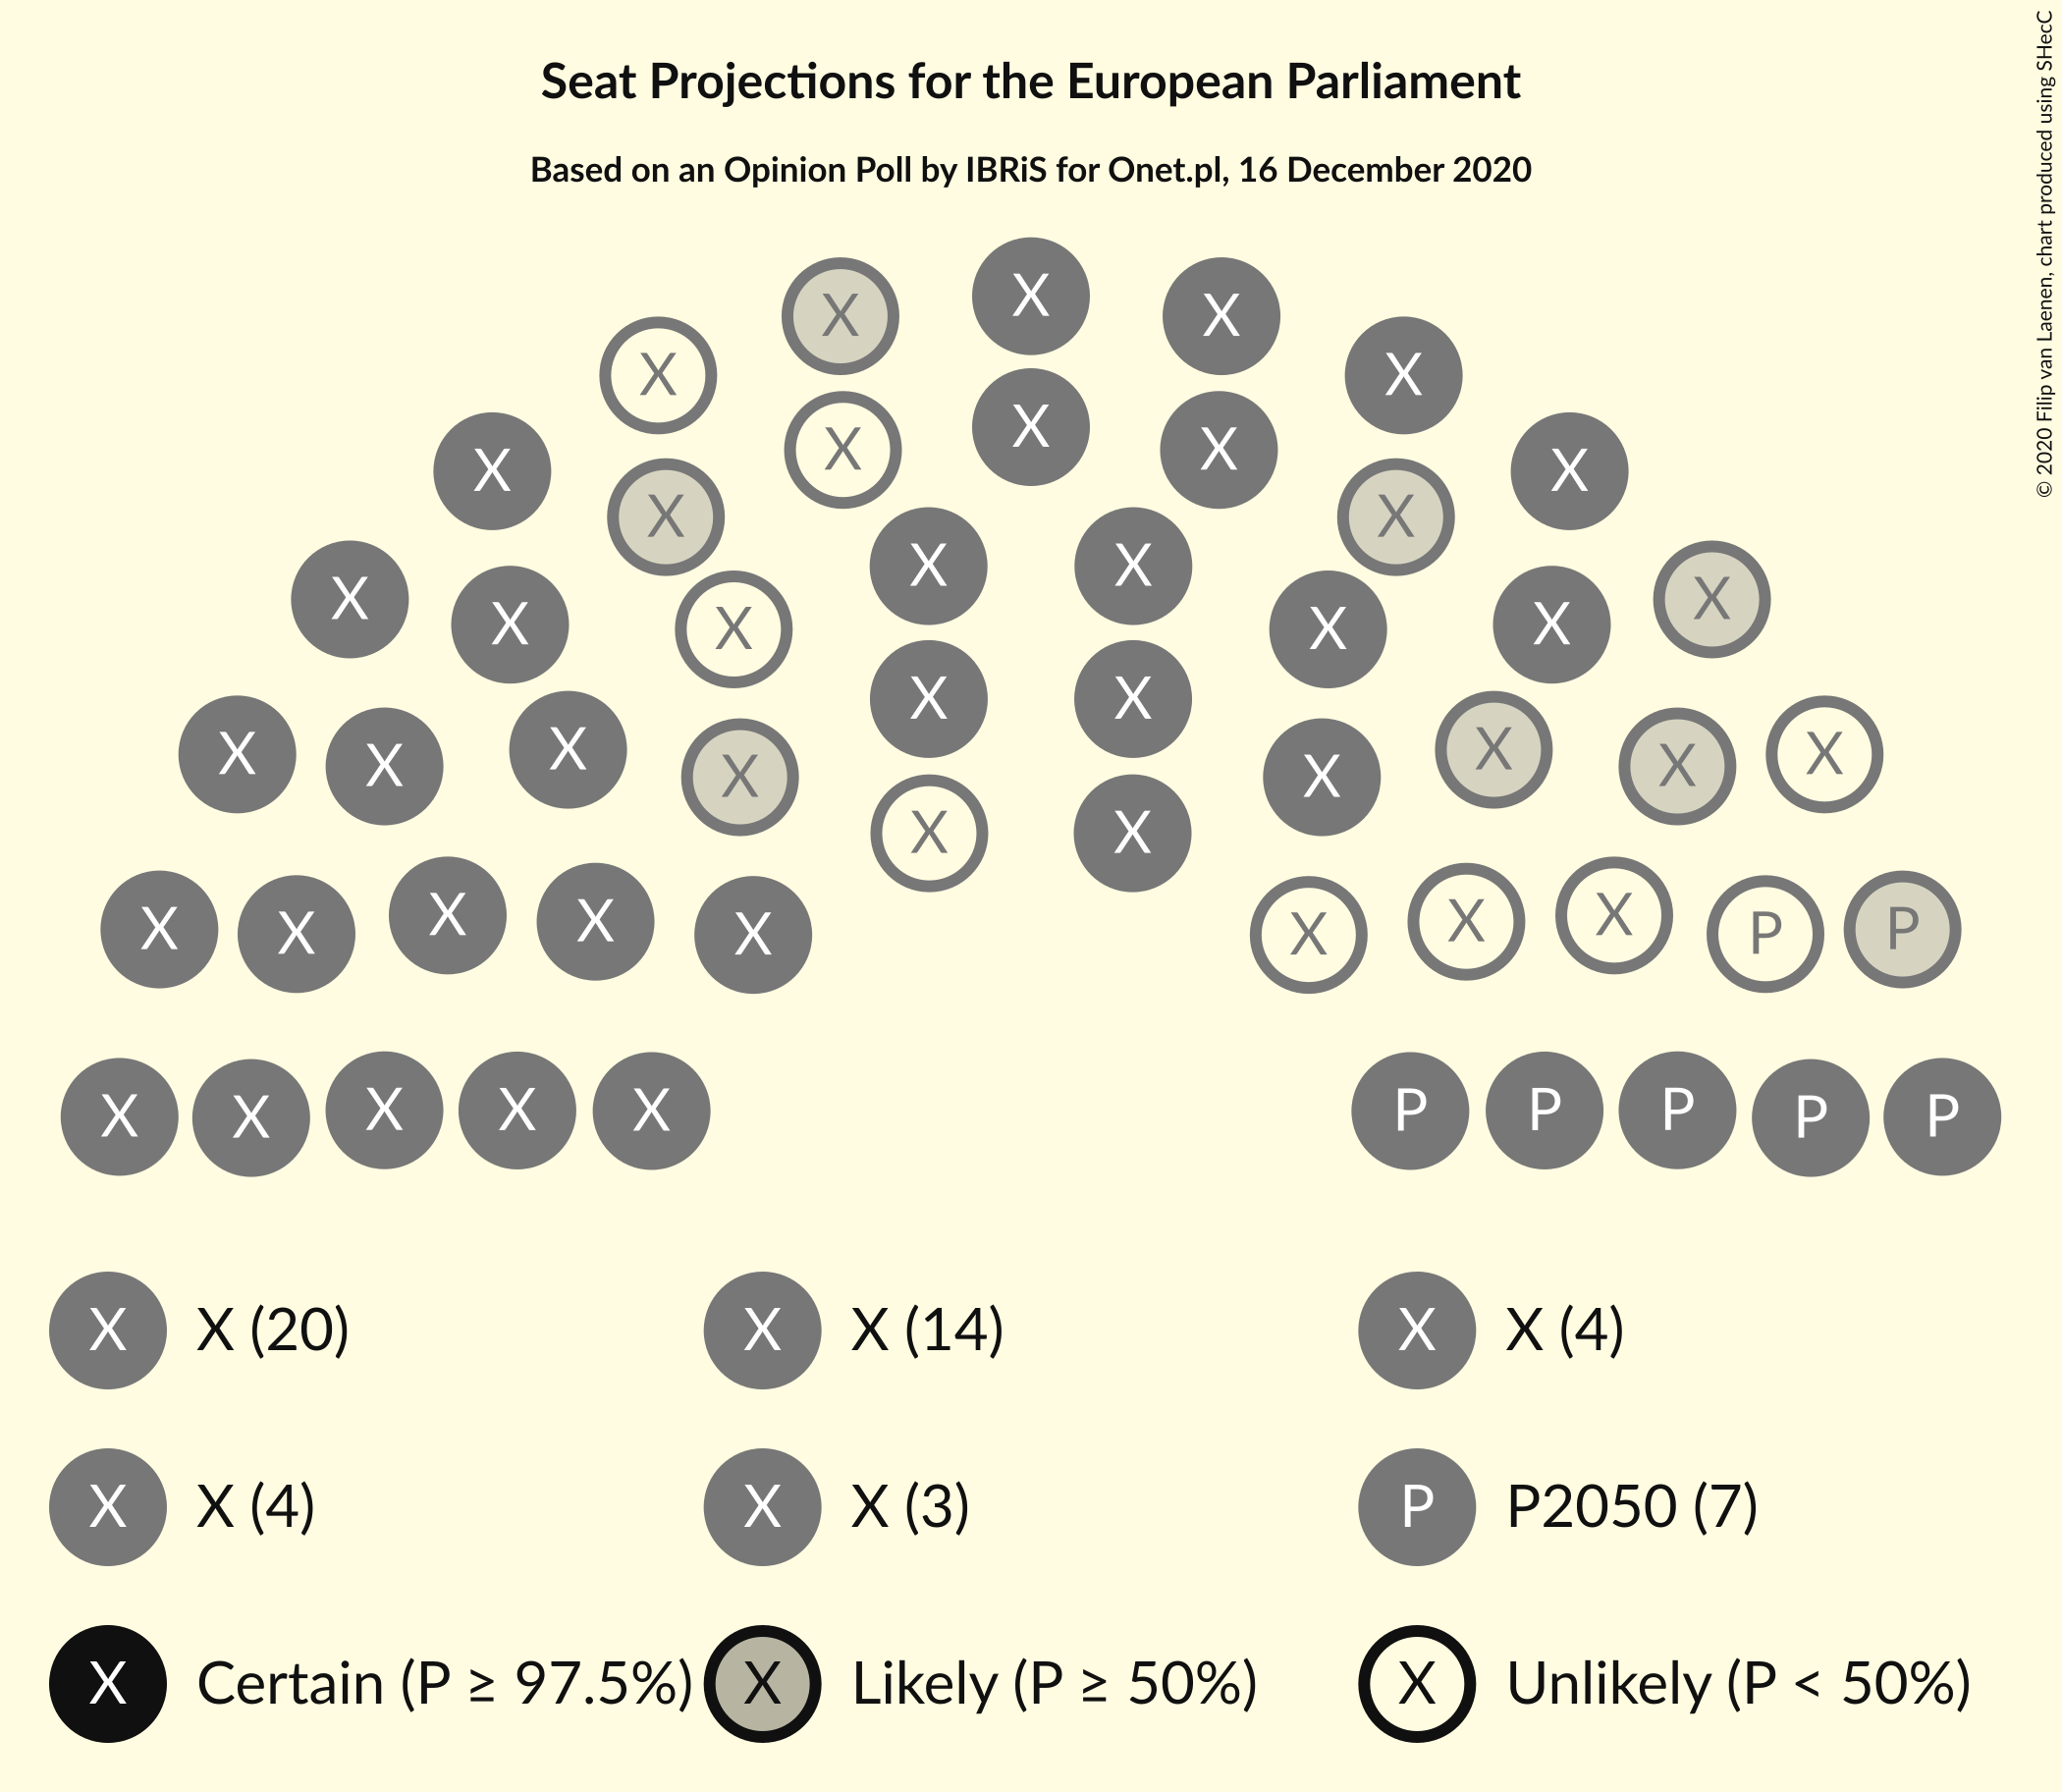 © 2020 Filip van Laenen, chart produced using SHecC
Seat Projections for the European Parliament
Based on an Opinion Poll by IBRiS for Onet.pl, 16 December 2020
X X X
X X
X X X
X X
X X
X X
X X X X X X
X X
X X X X X X X X
X X
X X X X X X X X P P
X X X X X P P P P P
X X (20) X X (14) X X (4)
X X (4) X X (3) P P2050 (7)
X Certain (P ≥ 97.5%) X Likely (P ≥ 50%) X Unlikely (P < 50%)